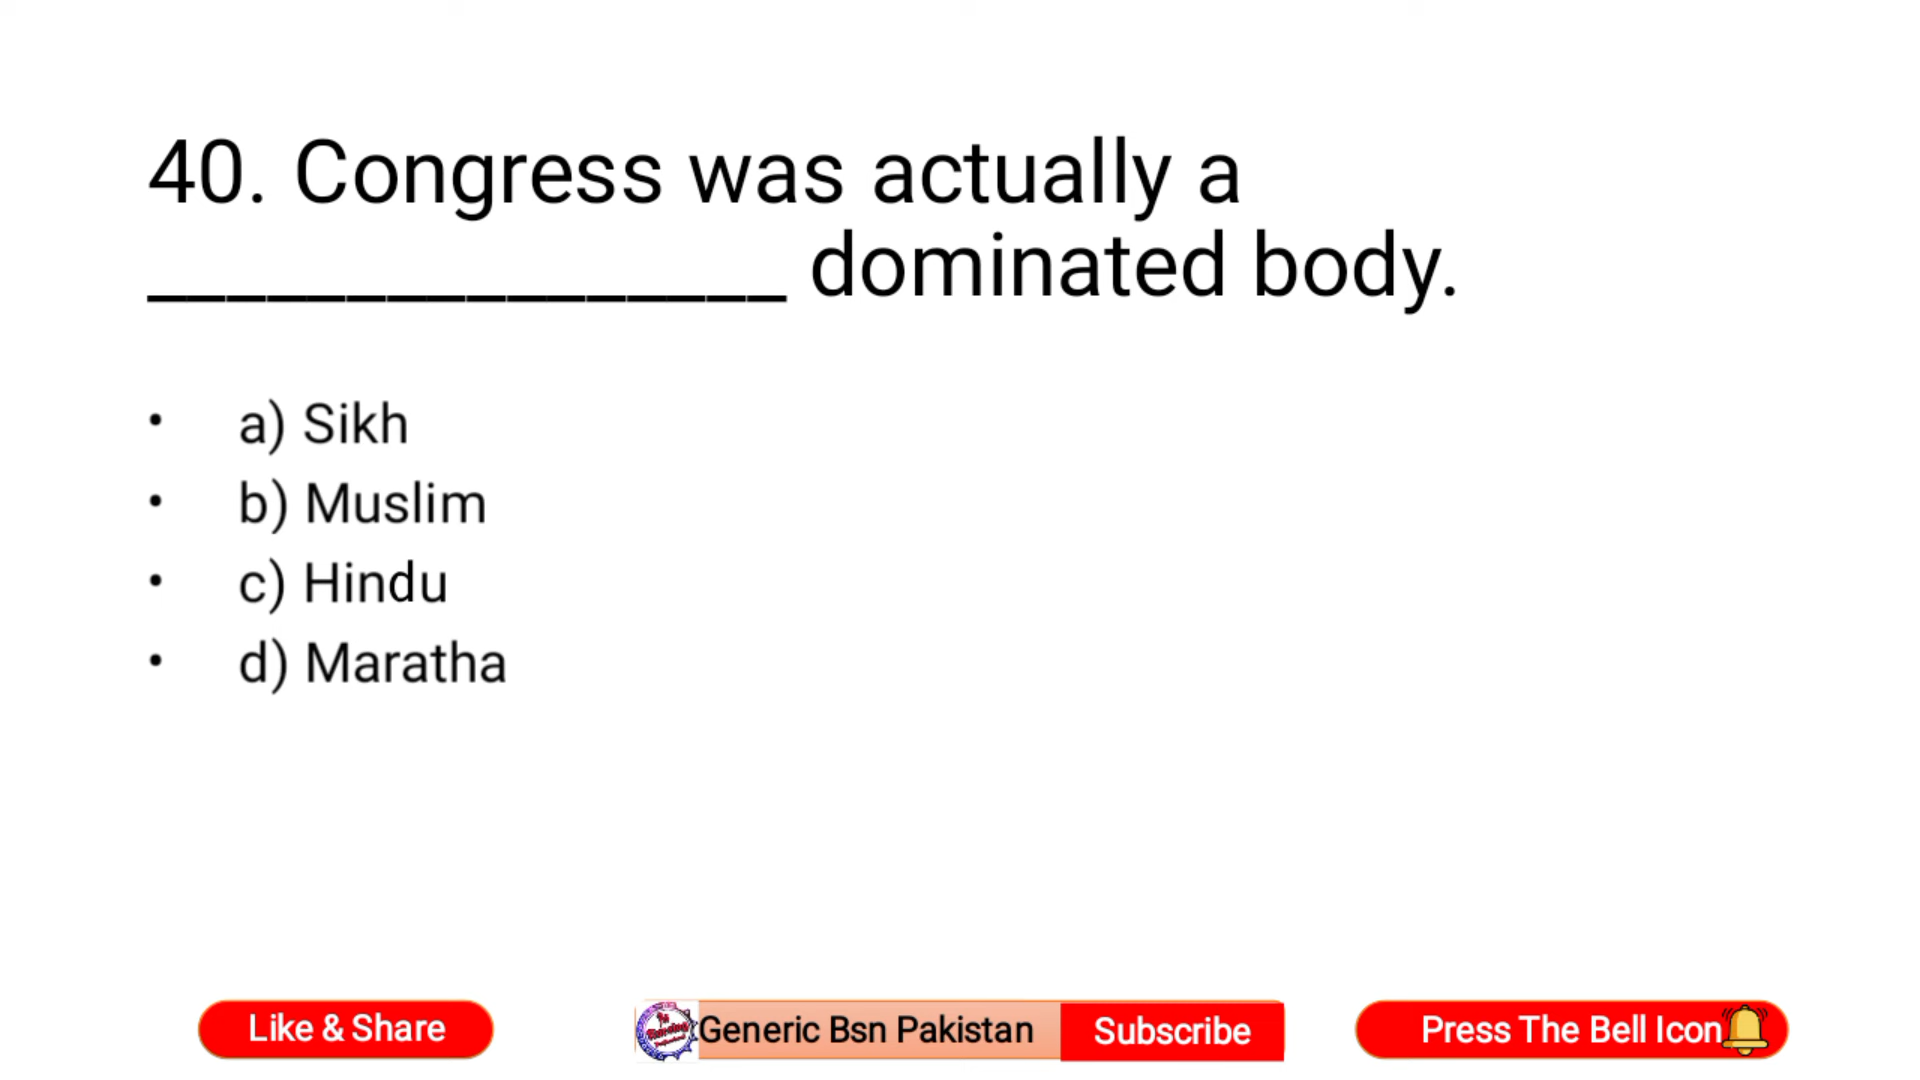 40. Congress was actually a
________________ dominated body.
• a) Sikh
• b) Muslim
• c) Hindu
• d) Maratha
Like & Share
Generic Bsn Pakistan
Subscribe
Press The Bell Icon